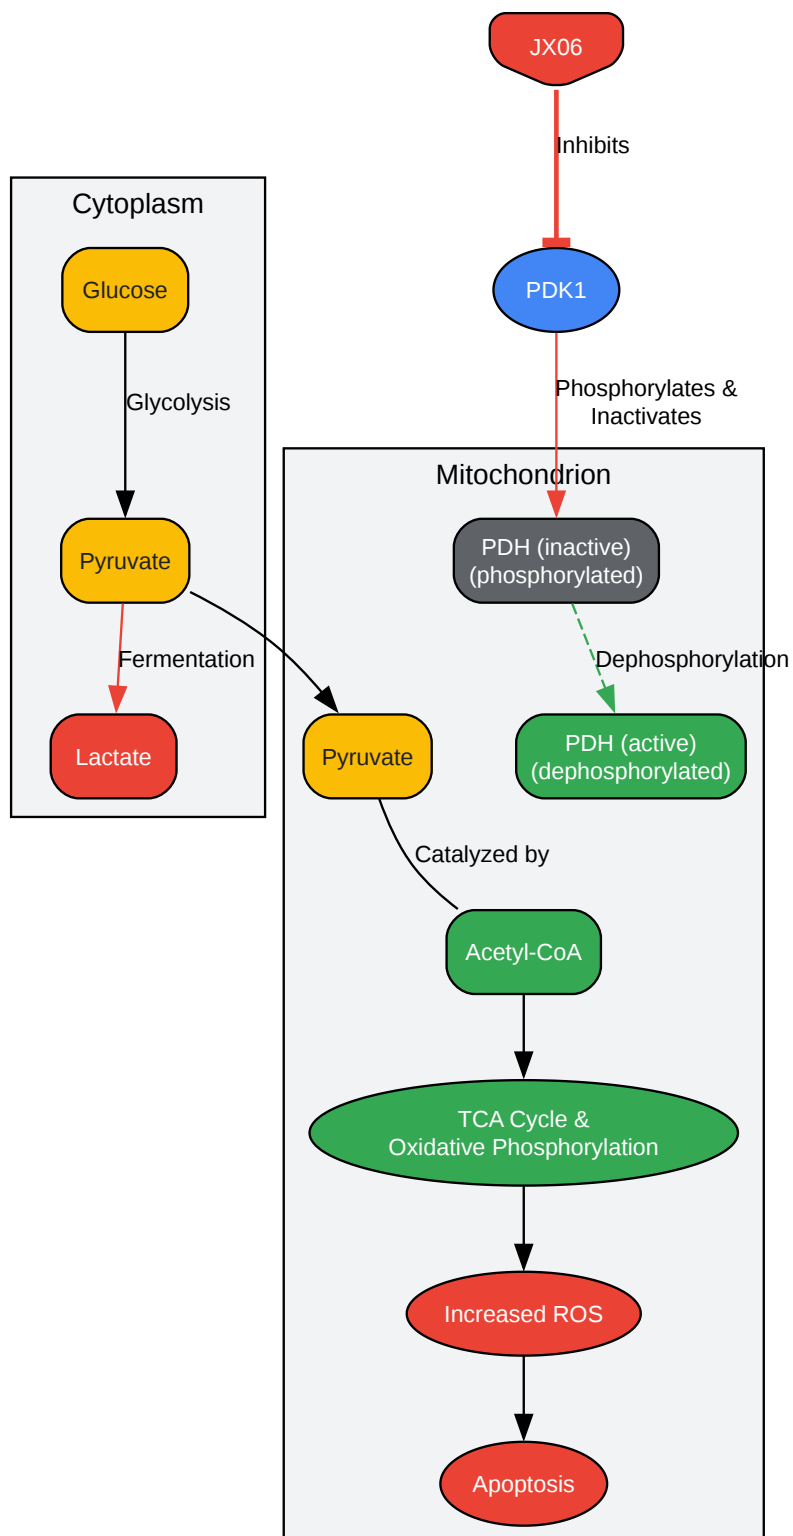 JX06
Inhibits
Cytoplasm
Glucose
PDK1
Glycolysis
Phosphorylates &
Inactivates
Mitochondrion
Pyruvate
PDH (inactive)
(phosphorylated)
Fermentation
Dephosphorylation
Lactate
Pyruvate
PDH (active)
(dephosphorylated)
Catalyzed by
Acetyl-CoA
TCA Cycle &
Oxidative Phosphorylation
Increased ROS
Apoptosis